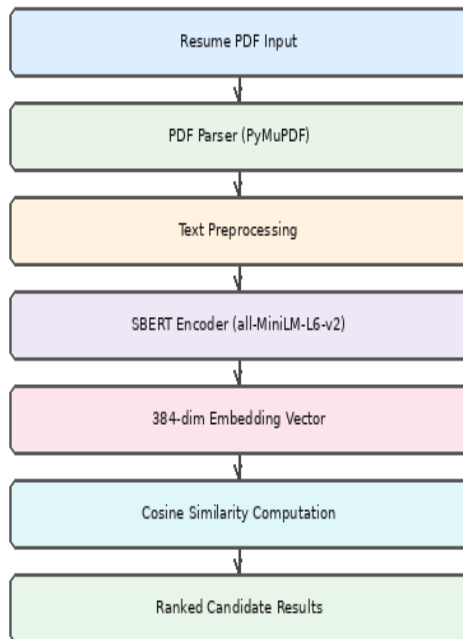 Resume PDF Input
PDF Parser (PyMuPDF)
Text Preprocessing
SBERT Encoder (all-MiniLM-L6-v2)
384-dim Embedding Vector
Cosine Similarity Computation
Ranked Candidate Results